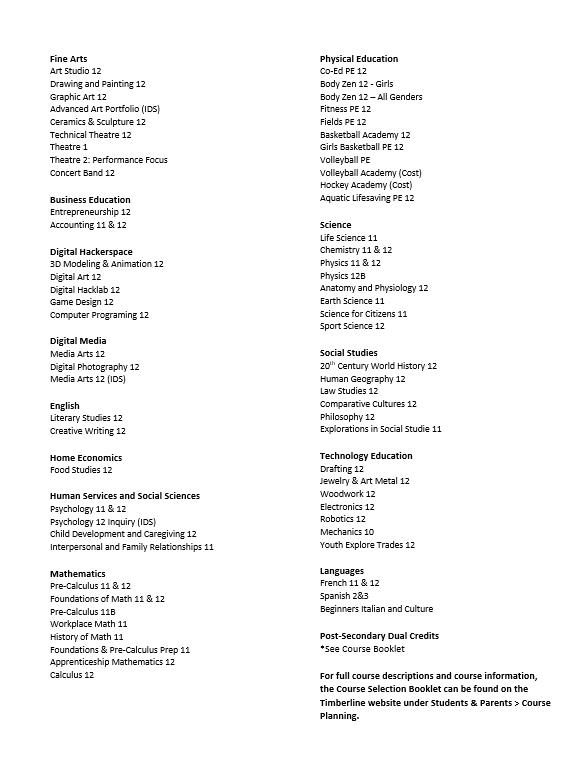 Fine Arts
Art Studio 12
Drawing and Painting 12
Graphic Art 12
Advanced Art Portfolio (IDS)
Ceramics & Sculpture 12
Technical Theatre 12
Theatre 1
Theatre 2: Performance Focus
Concert Band 12
Business Education
Entrepreneurship 12
Accounting 11 & 12
Digital Hackerspace
3D Modeling & Animation 12
Digital Art 12
Digital Hacklab 12
Game Design 12
Computer Programing 12
Digital Media
Media Arts 12
Digital Photography 12
Media Arts 12 (IDS)
English
Literary Studies 12
Creative Writing 12
Home Economics
Food Studies 12
Human Services and Social Sciences
Psychology 11 & 12
Psychology 12 Inquiry (IDS)
Child Development and Caregiving 12
Interpersonal and Family Relationships 11
Mathematics
Pre-Calculus 11 & 12
Foundations of Math 11 & 12
Pre-Calculus 11B
Workplace Math 11
History of Math 11
Foundations & Pre-Calculus Prep 11
Apprenticeship Mathematics 12
Calculus 12
Physical Education
Co-Ed PE 12
Body Zen 12 - Girls
Body Zen 12 – All Genders
Fitness PE 12
Fields PE 12
Basketball Academy 12
Girls Basketball PE 12
Volleyball PE
Volleyball Academy (Cost)
Hockey Academy (Cost)
Aquatic Lifesaving PE 12
Science
Life Science 11
Chemistry 11 & 12
Physics 11 & 12
Physics 12B
Anatomy and Physiology 12
Earth Science 11
Science for Citizens 11
Sport Science 12
Social Studies
20th Century World History 12
Human Geography 12
Law Studies 12
Comparative Cultures 12
Philosophy 12
Explorations in Social Studie 11
Technology Education
Drafting 12
Jewelry & Art Metal 12
Woodwork 12
Electronics 12
Robotics 12
Mechanics 10
Youth Explore Trades 12
Languages
French 11 & 12
Spanish 2&3
Beginners Italian and Culture
Post-Secondary Dual Credits
*See Course Booklet
For full course descriptions and course information,
the Course Selection Booklet can be found on the
Timberline website under Students & Parents > Course
Planning.